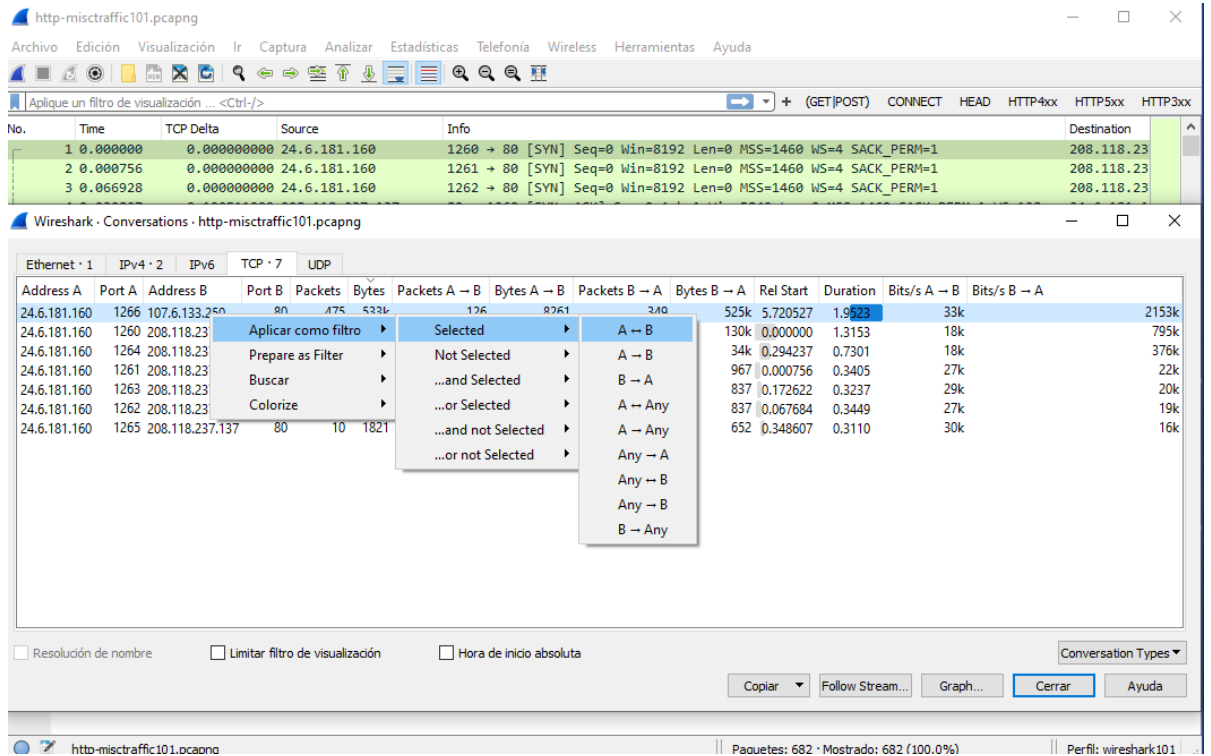 http-misctraffic101.pcapng
Archivo Edición Visualización Ir Captura Analizar Estadísticas Telefonía Wireless Herramientas Ayuda
Aplique un filtro de visualización ... <Ctrl-/> + (GET|POST) CONNECT HEAD HTTP4xx HTTP5xx HTTP3xx
No. Time TCP Delta Source Info Destination
1 0.000000 0.000000000 24.6.181.160 1260 → 80 [SYN] Seq=0 Win=8192 Len=0 MSS=1460 WS=4 SACK_PERM=1 208.118.23
2 0.000756 0.000000000 24.6.181.160 1261 → 80 [SYN] Seq=0 Win=8192 Len=0 MSS=1460 WS=4 SACK_PERM=1 208.118.23
3 0.066928 0.000000000 24.6.181.160 1262 → 80 [SYN] Seq=0 Win=8192 Len=0 MSS=1460 WS=4 SACK_PERM=1 208.118.23
Wireshark · Conversations · http-misctraffic101.pcapng
Ethernet · 1 IPv4 · 2 IPv6 TCP · 7 UDP
Address A Port A Address B Port B Packets Bytes Packets A → B Bytes A → B Packets B → A Bytes B → A Rel Start Duration Bits/s A → B Bits/s B → A
24.6.181.160 1266 107.6.133.250 80 475 533k 126 8261 349 525k 5.720527 1.9523 33k 2153k
24.6.181.160 1260 208.118.23 130k 0.000000 1.3153 18k 795k
24.6.181.160 1264 208.118.23 34k 0.294237 0.7301 18k 376k
24.6.181.160 1261 208.118.23 967 0.000756 0.3405 27k 22k
24.6.181.160 1263 208.118.23 837 0.172622 0.3237 29k 20k
24.6.181.160 1262 208.118.23 837 0.067684 0.3449 27k 19k
24.6.181.160 1265 208.118.237.137 80 10 1821 652 0.348607 0.3110 30k 16k
Aplicar como filtro
Prepare as Filter
Buscar
Colorize
Selected
Not Selected
...and Selected
...or Selected
...and not Selected
...or not Selected
A ↔ B
A → B
B → A
A ↔ Any
A → Any
Any → A
Any ↔ B
Any → B
B → Any
Resolución de nombre Limitar filtro de visualización Hora de inicio absoluta Conversation Types
Copiar Follow Stream... Graph... Cerrar Ayuda
http-misctraffic101.pcapng Paquetes: 682 · Mostrado: 682 (100.0%) Perfil: wireshark101